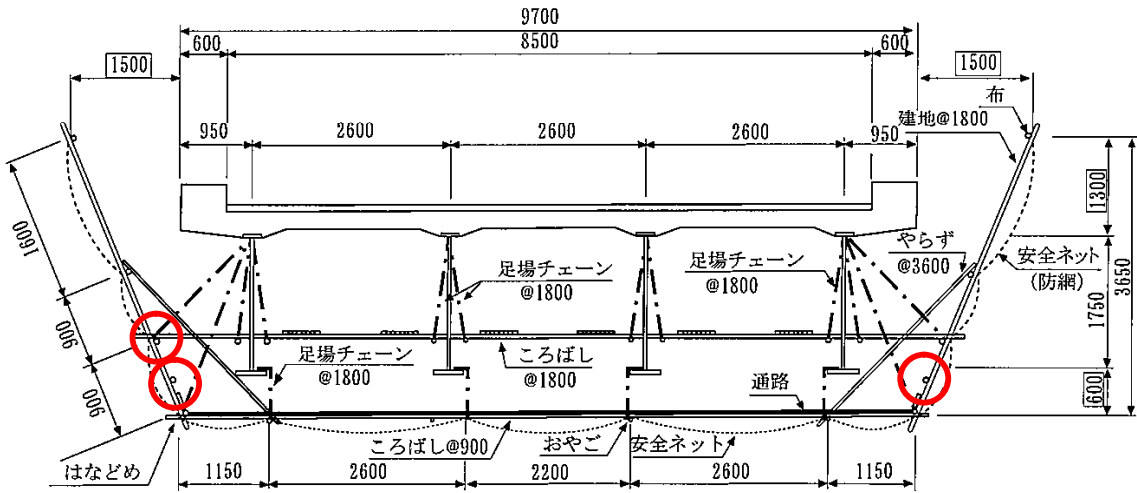 9700
600
8500
600
1500
1500
布
建地@1800
950
2600
2600
2600
950
1300
1600
足場チェーン
@1800
足場チェーン
@1800
やらず
@3600
安全ネット
(防網)
3650
1750
900
足場チェーン
@1800
ころばし
@1800
900
通路
600
はなどめ
ころばし@900
おやご
安全ネット
1150
2600
2200
2600
1150